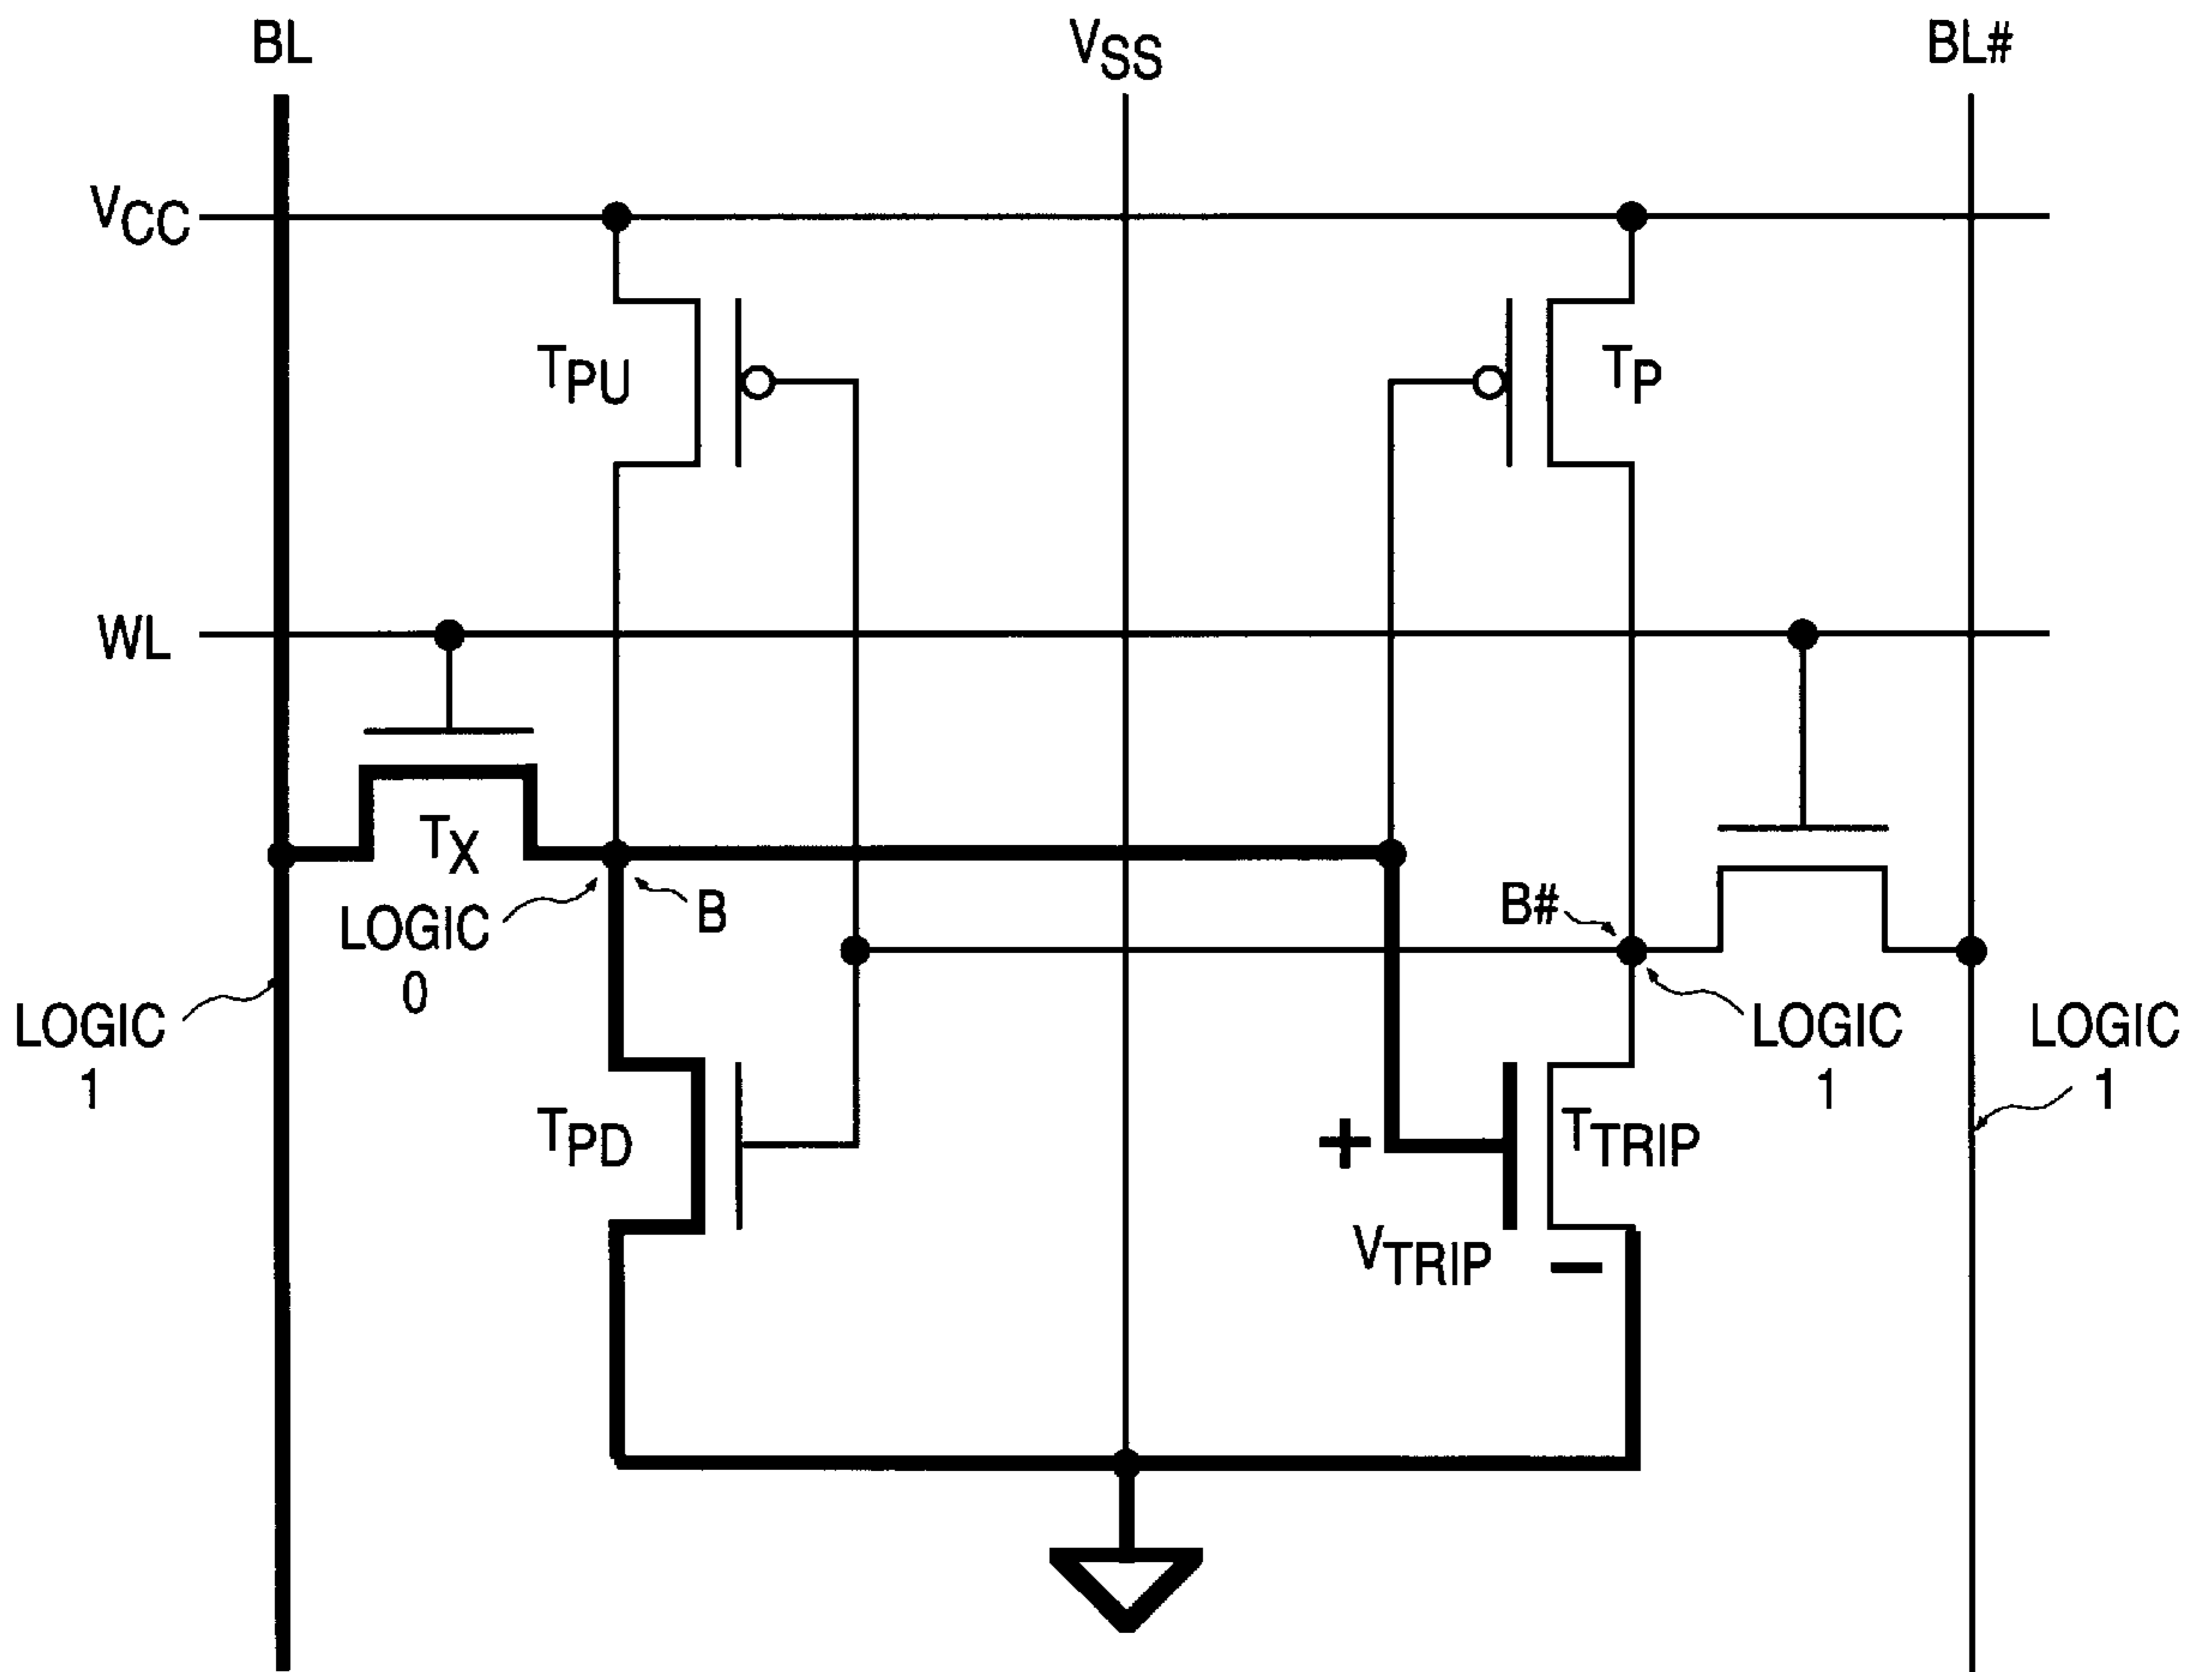 BL
VSS
BL#
VCC
TPU
TP
WL
TX
LOGIC
0
B
B#
LOGIC
1
LOGIC
1
LOGIC
1
TPD
+
TTRIP
VTRIP
−